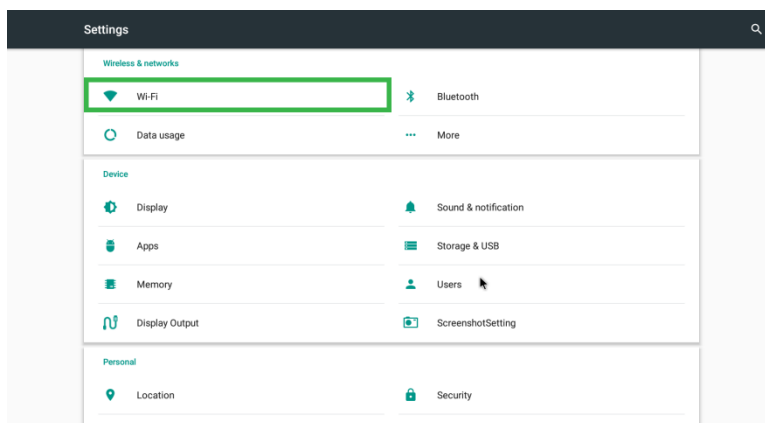 Settings
Wireless & networks
Wi-Fi
Bluetooth
Data usage
More
Device
Display
Sound & notification
Apps
Storage & USB
Memory
Users
Display Output
ScreenshotSetting
Personal
Location
Security